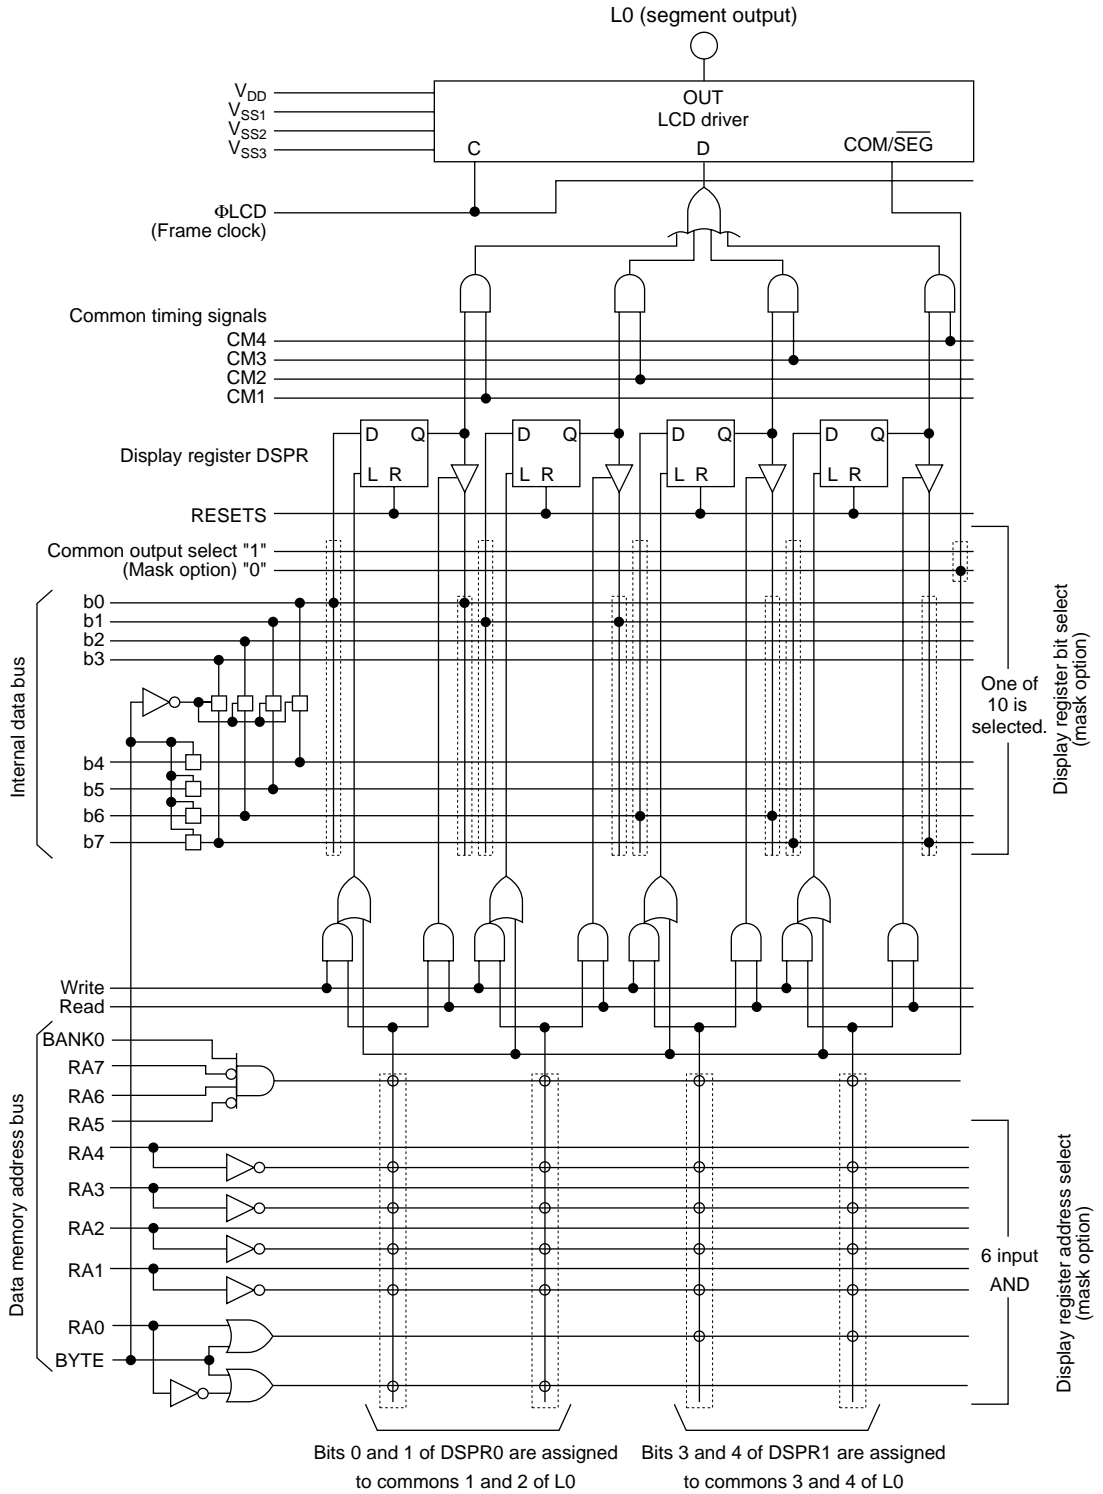 L0 (segment output)
VDD
VSS1
VSS2
VSS3
OUT
LCD driver
C
D
COM/SEG
ΦLCD
(Frame clock)
Common timing signals
CM4
CM3
CM2
CM1
D Q D Q D Q D Q
Display register DSPR
L R L R L R L R
RESETS
Common output select "1"
(Mask option) "0"
Internal data bus
b0
b1
b2
b3
b4
b5
b6
b7
One of
10 is
selected.
Display register bit select
(mask option)
Write
Read
Data memory address bus
BANK0
RA7
RA6
RA5
RA4
RA3
RA2
RA1
RA0
BYTE
6 input
AND
Display register address select
(mask option)
Bits 0 and 1 of DSPR0 are assigned
to commons 1 and 2 of L0
Bits 3 and 4 of DSPR1 are assigned
to commons 3 and 4 of L0